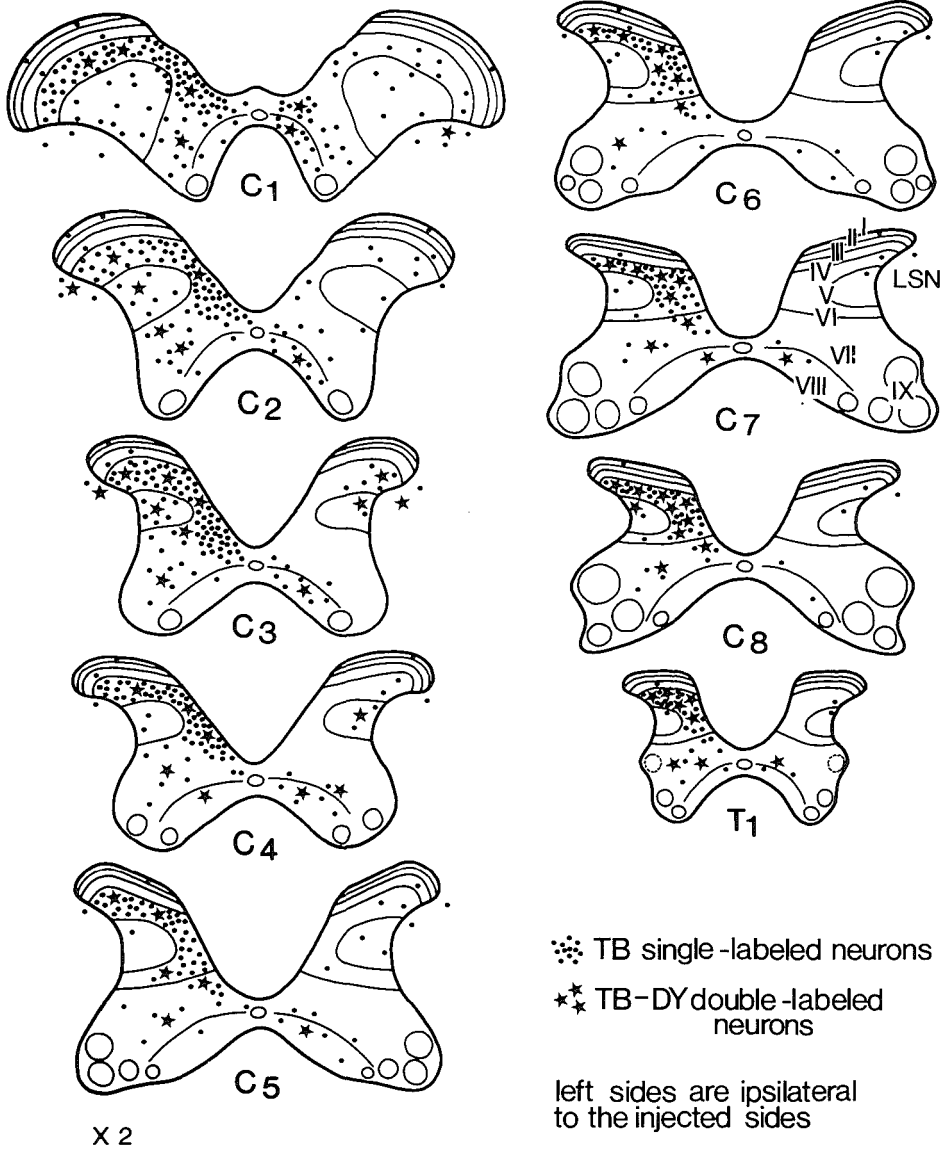 C1
C2
C3
C4
C5
X 2
C6
I
II
III
IV
LSN
V
VI
VII
VIII
IX
C7
C8
T1
TB single-labeled neurons
TB-DY double-labeled
neurons
left sides are ipsilateral
to the injected sides